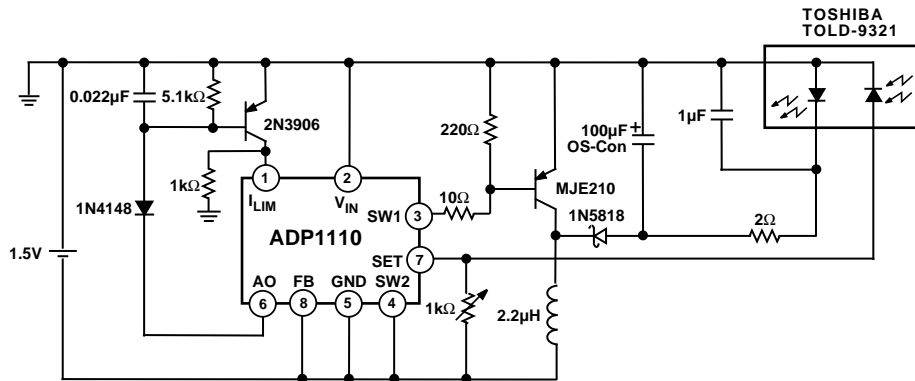 TOSHIBA
TOLD-9321
0.022µF
5.1kΩ
2N3906
220Ω
100µF
+
OS-Con
1µF
1kΩ
1
2
MJE210
I LIM
V IN
SW1
3
10Ω
1N4148
1N5818
2Ω
ADP1110
1.5V
SET
7
AO
FB
GND
SW2
1kΩ
2.2µH
6
8
5
4